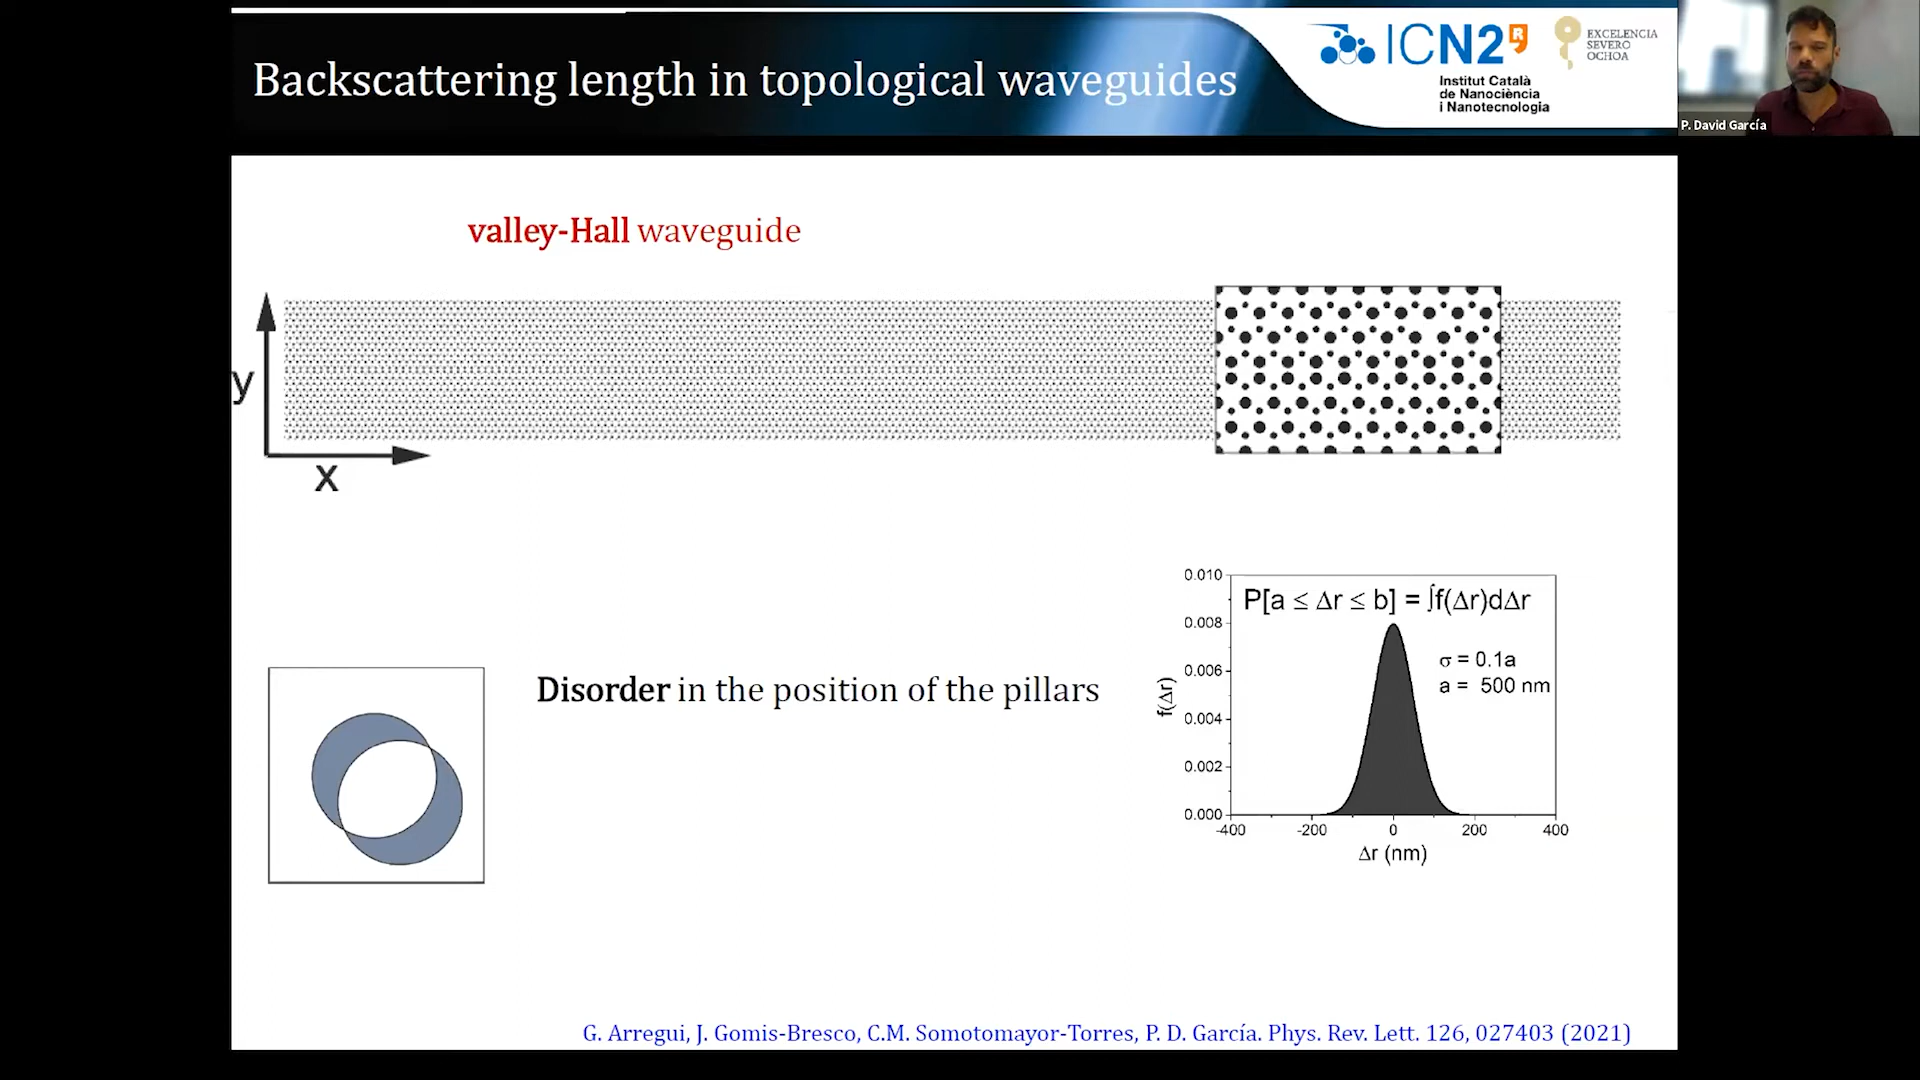 Backscattering length in topological waveguides
ICN2R
Institut Català
de Nanociència
i Nanotecnologia
EXCELENCIA
SEVERO
OCHOA
P. David García
valley-Hall waveguide
y
x
Disorder in the position of the pillars
0.010
0.008
0.006
0.004
0.002
0.000
f(Δr)
P[a ≤ Δr ≤ b] = ∫f(Δr)dΔr
σ = 0.1a
a = 500 nm
-400
-200
0
200
400
Δr (nm)
G. Arregui, J. Gomis-Bresco, C.M. Somotomayor-Torres, P. D. García. Phys. Rev. Lett. 126, 027403 (2021)